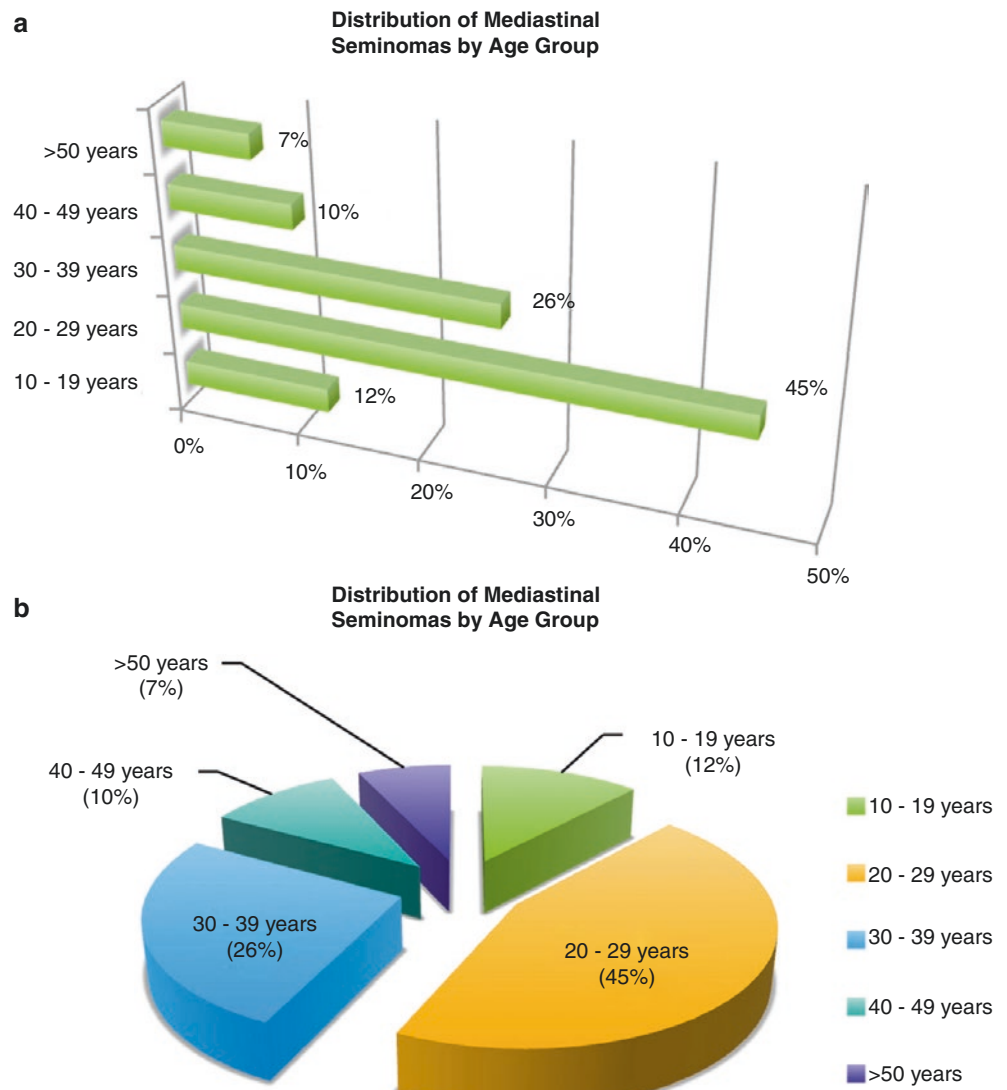 a
Distribution of Mediastinal
Seminomas by Age Group
>50 years
7%
40 - 49 years
10%
30 - 39 years
26%
20 - 29 years
45%
10 - 19 years
12%
0%
10%
20%
30%
40%
50%
b
Distribution of Mediastinal
Seminomas by Age Group
>50 years
(7%)
10 - 19 years
(12%)
40 - 49 years
(10%)
30 - 39 years
(26%)
20 - 29 years
(45%)
10 - 19 years
20 - 29 years
30 - 39 years
40 - 49 years
>50 years